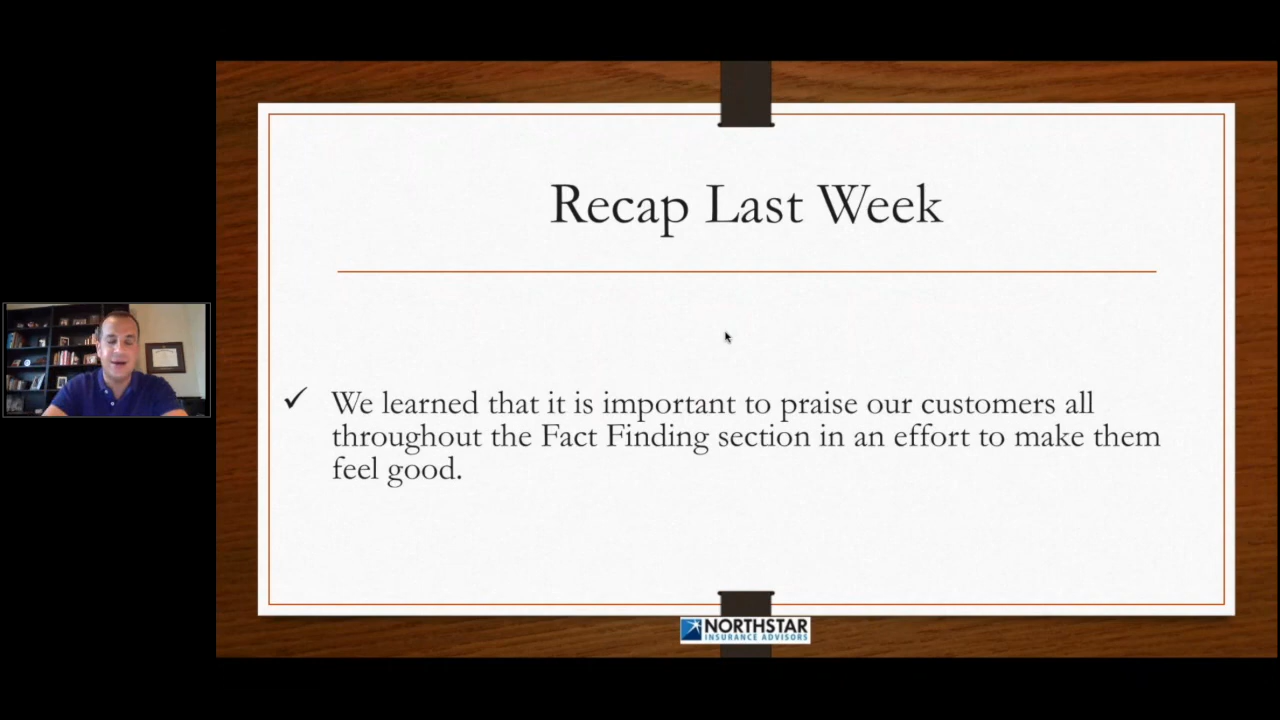 Recap Last Week
✓ We learned that it is important to praise our customers all
throughout the Fact Finding section in an effort to make them
feel good.
NORTHSTAR
INSURANCE ADVISORS